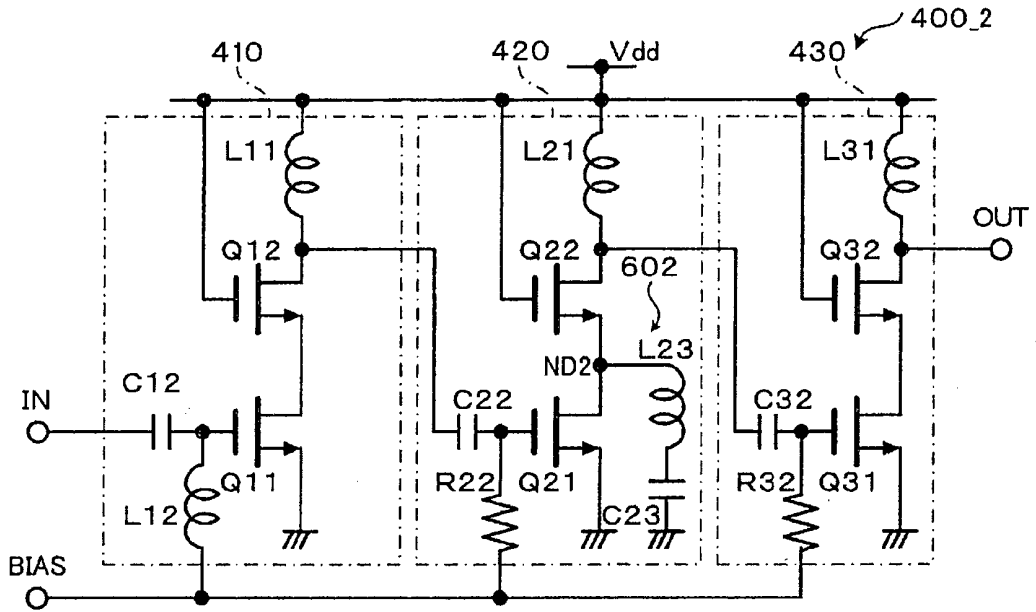 400_2
410
420
Vdd
430
L11
L21
L31
OUT
Q12
Q22
602
Q32
ND2
L23
C12
C22
C32
IN
Q11
R22
Q21
R32
Q31
L12
C23
BIAS